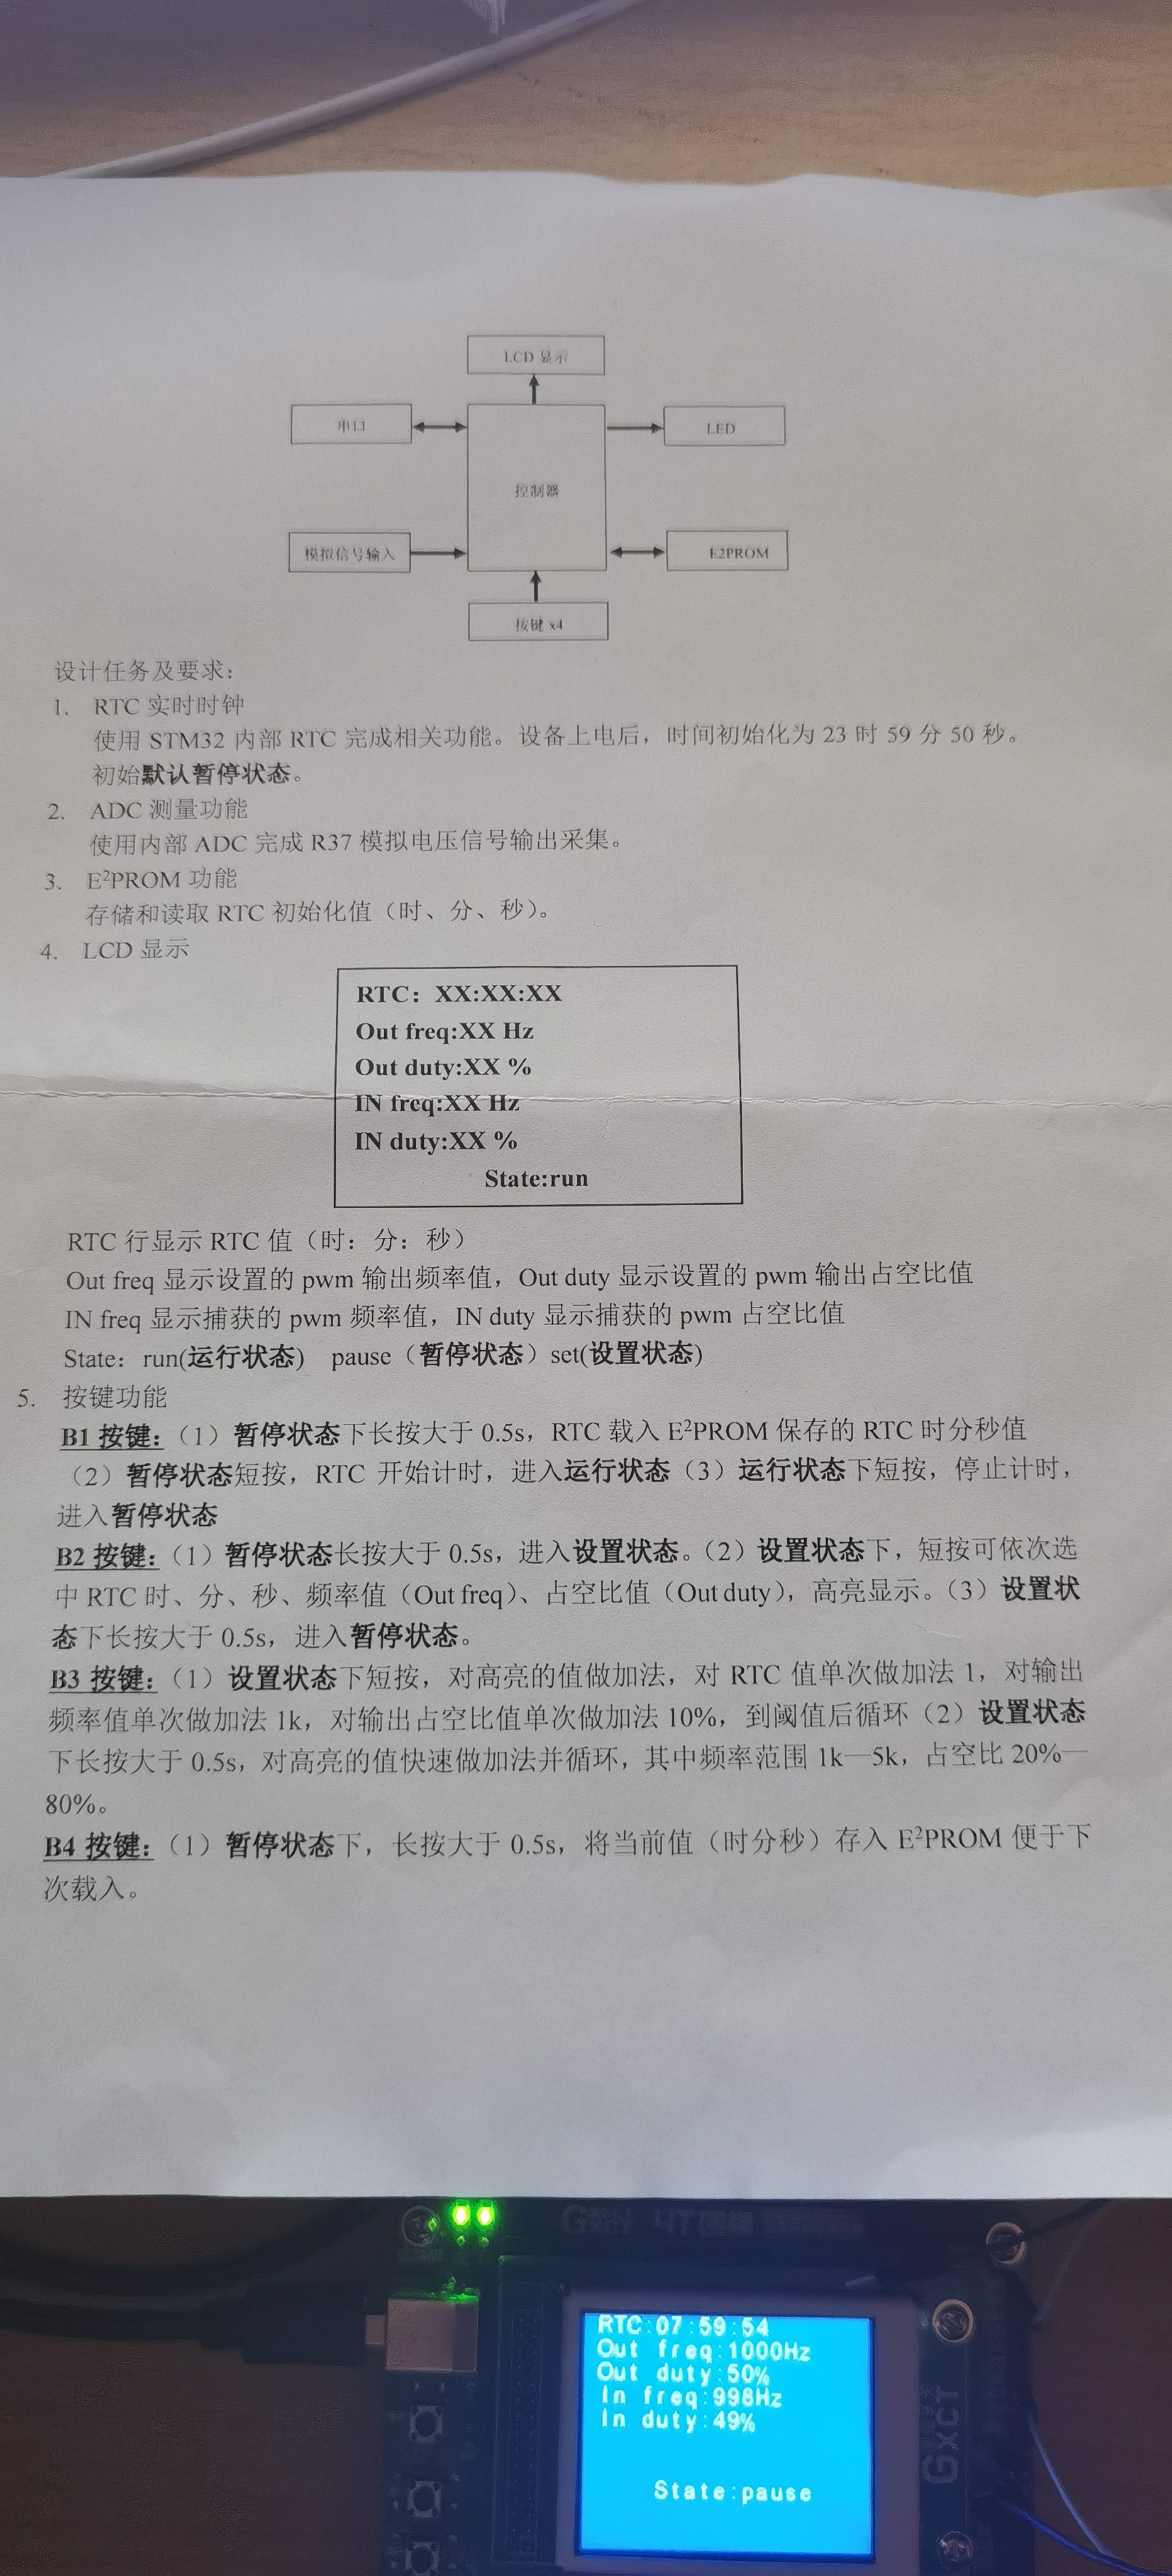 LCD 显示
串口
LED
控制器
模拟信号输入
E2PROM
按键 x4
设计任务及要求：
1. RTC 实时时钟
使用 STM32 内部 RTC 完成相关功能。设备上电后，时间初始化为 23 时 59 分 50 秒。
初始默认暂停状态。
2. ADC 测量功能
使用内部 ADC 完成 R37 模拟电压信号输出采集。
3. E²PROM 功能
存储和读取 RTC 初始化值（时、分、秒）。
4. LCD 显示
RTC：XX:XX:XX
Out freq:XX Hz
Out duty:XX %
IN freq:XX Hz
IN duty:XX %
State:run
RTC 行显示 RTC 值（时：分：秒）
Out freq 显示设置的 pwm 输出频率值，Out duty 显示设置的 pwm 输出占空比值
IN freq 显示捕获的 pwm 频率值，IN duty 显示捕获的 pwm 占空比值
State：run(运行状态) pause（暂停状态）set(设置状态)
5. 按键功能
B1 按键：（1）暂停状态下长按大于 0.5s，RTC 载入 E²PROM 保存的 RTC 时分秒值
（2）暂停状态短按，RTC 开始计时，进入运行状态（3）运行状态下短按，停止计时，
进入暂停状态
B2 按键：（1）暂停状态长按大于 0.5s，进入设置状态。（2）设置状态下，短按可依次选
中 RTC 时、分、秒、频率值（Out freq）、占空比值（Out duty），高亮显示。（3）设置状
态下长按大于 0.5s，进入暂停状态。
B3 按键：（1）设置状态下短按，对高亮的值做加法，对 RTC 值单次做加法 1，对输出
频率值单次做加法 1k，对输出占空比值单次做加法 10%，到阈值后循环（2）设置状态
下长按大于 0.5s，对高亮的值快速做加法并循环，其中频率范围 1k—5k，占空比 20%—
80%。
B4 按键：（1）暂停状态下，长按大于 0.5s，将当前值（时分秒）存入 E²PROM 便于下
次载入。
RTC:07:59:54
Out freq:1000Hz
Out duty:50%
In freq:998Hz
In duty:49%
State:pause
GXCT